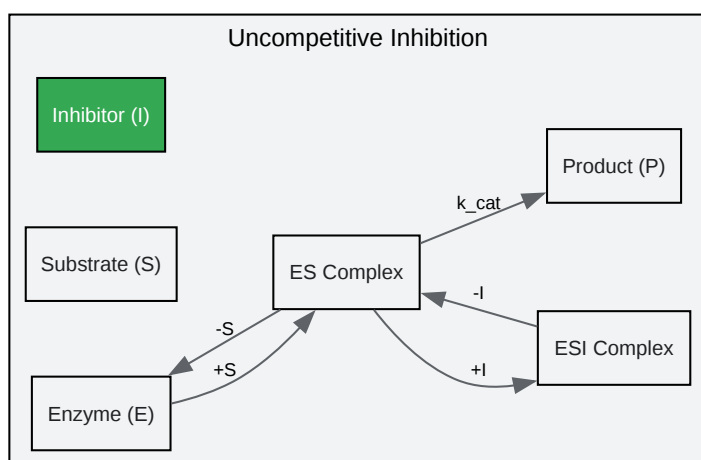 Uncompetitive Inhibition
Inhibitor (I)
Product (P)
k_cat
Substrate (S)
ES Complex
-I
ESI Complex
-S
+S
+I
Enzyme (E)